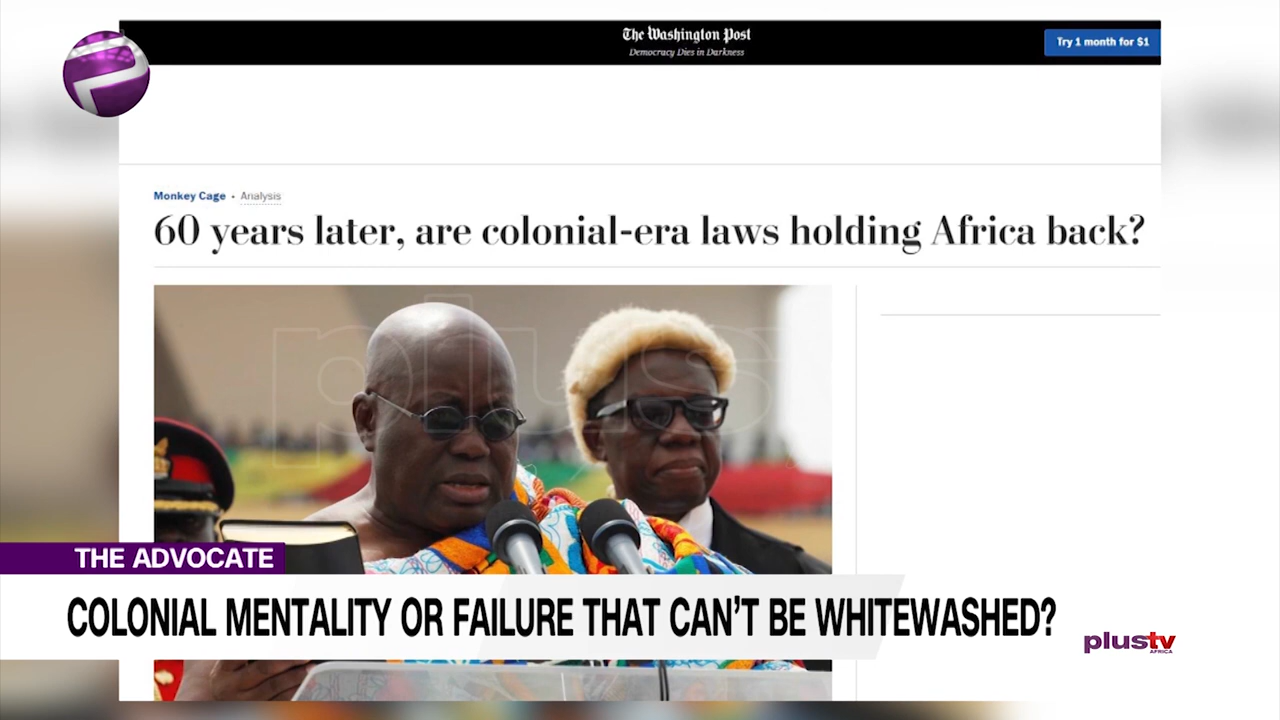 The Washington Post
Democracy Dies in Darkness
Try 1 month for $1
Monkey Cage • Analysis
60 years later, are colonial-era laws holding Africa back?
plus
THE ADVOCATE
COLONIAL MENTALITY OR FAILURE THAT CAN'T BE WHITEWASHED?
plustv
AFRICA